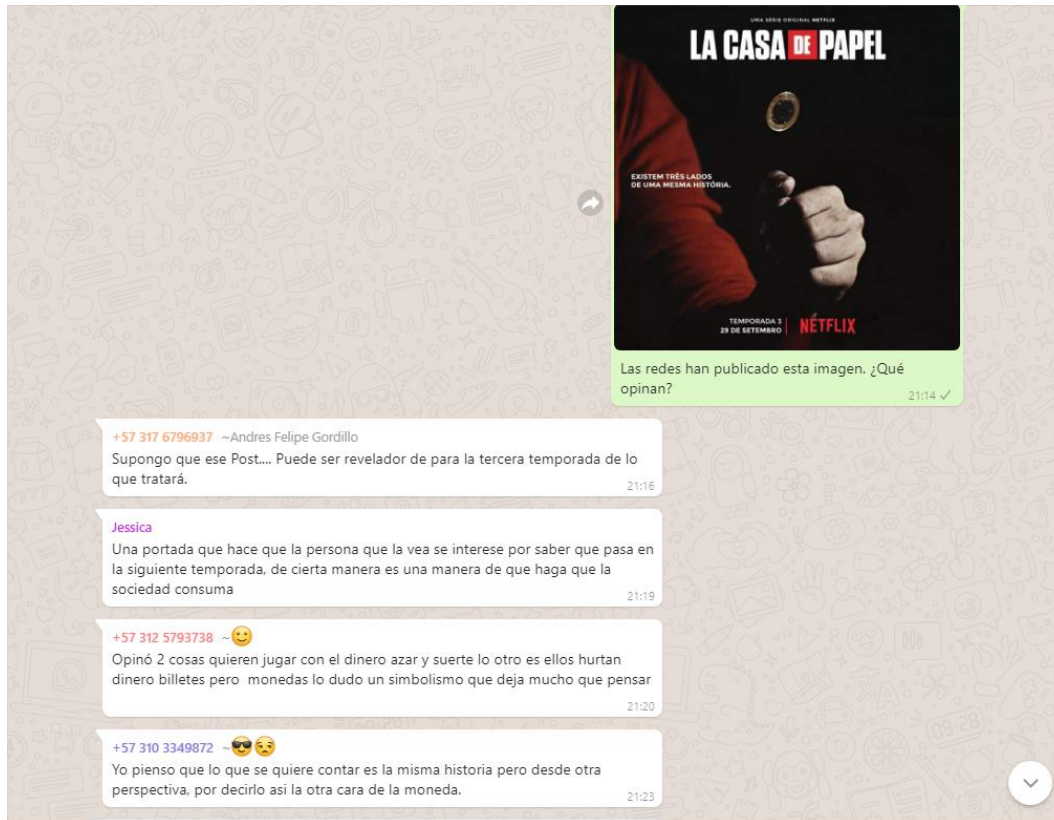 UMA SÉRIE ORIGINAL NETFLIX
LA CASA DE PAPEL
EXISTEM TRÊS LADOS
DE UMA MESMA HISTÓRIA.
TEMPORADA 3
29 DE SETEMBRO
NETFLIX
Las redes han publicado esta imagen. ¿Qué
opinan?
21:14
+57 317 6796937 ~Andres Felipe Gordillo
Supongo que ese Post.... Puede ser revelador de para la tercera temporada de lo
que tratará.
21:16
Jessica
Una portada que hace que la persona que la vea se interese por saber que pasa en
la siguiente temporada, de cierta manera es una manera de que haga que la
sociedad consuma
21:19
+57 312 5793738 ~🙂
Opinó 2 cosas quieren jugar con el dinero azar y suerte lo otro es ellos hurtan
dinero billetes pero monedas lo dudo un simbolismo que deja mucho que pensar
21:20
+57 310 3349872 ~😎😒
Yo pienso que lo que se quiere contar es la misma historia pero desde otra
perspectiva, por decirlo asi la otra cara de la moneda.
21:23